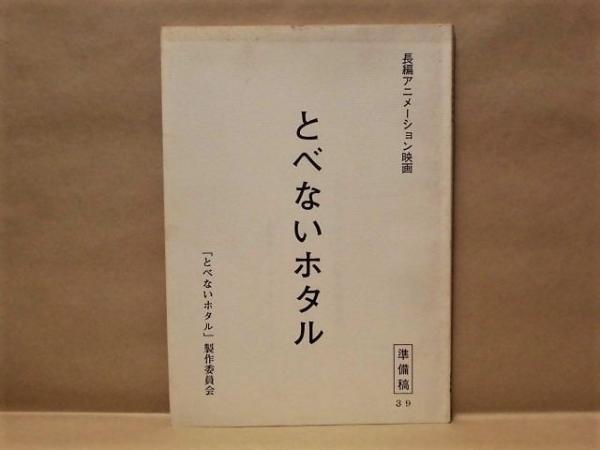 長編アニメーション映画
とべないホタル
「とべないホタル」製作委員会
準備稿
39